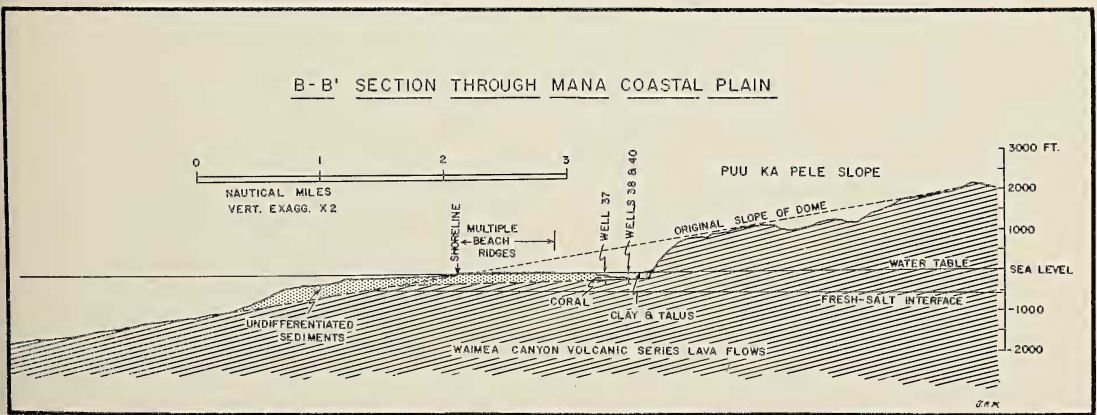 B-B' SECTION THROUGH MANA COASTAL PLAIN
0 1 2 3
NAUTICAL MILES
VERT. EXAGG. X2
SHORELINE
MULTIPLE
BEACH
RIDGES
WELL 37
WELLS 38 & 40
PUU KA PELE SLOPE
ORIGINAL SLOPE OF DOME
3000 FT.
2000
1000
WATER TABLE
SEA LEVEL
FRESH-SALT INTERFACE
-1000
-2000
CORAL
CLAY & TALUS
UNDIFFERENTIATED
SEDIMENTS
WAIMEA CANYON VOLCANIC SERIES LAVA FLOWS